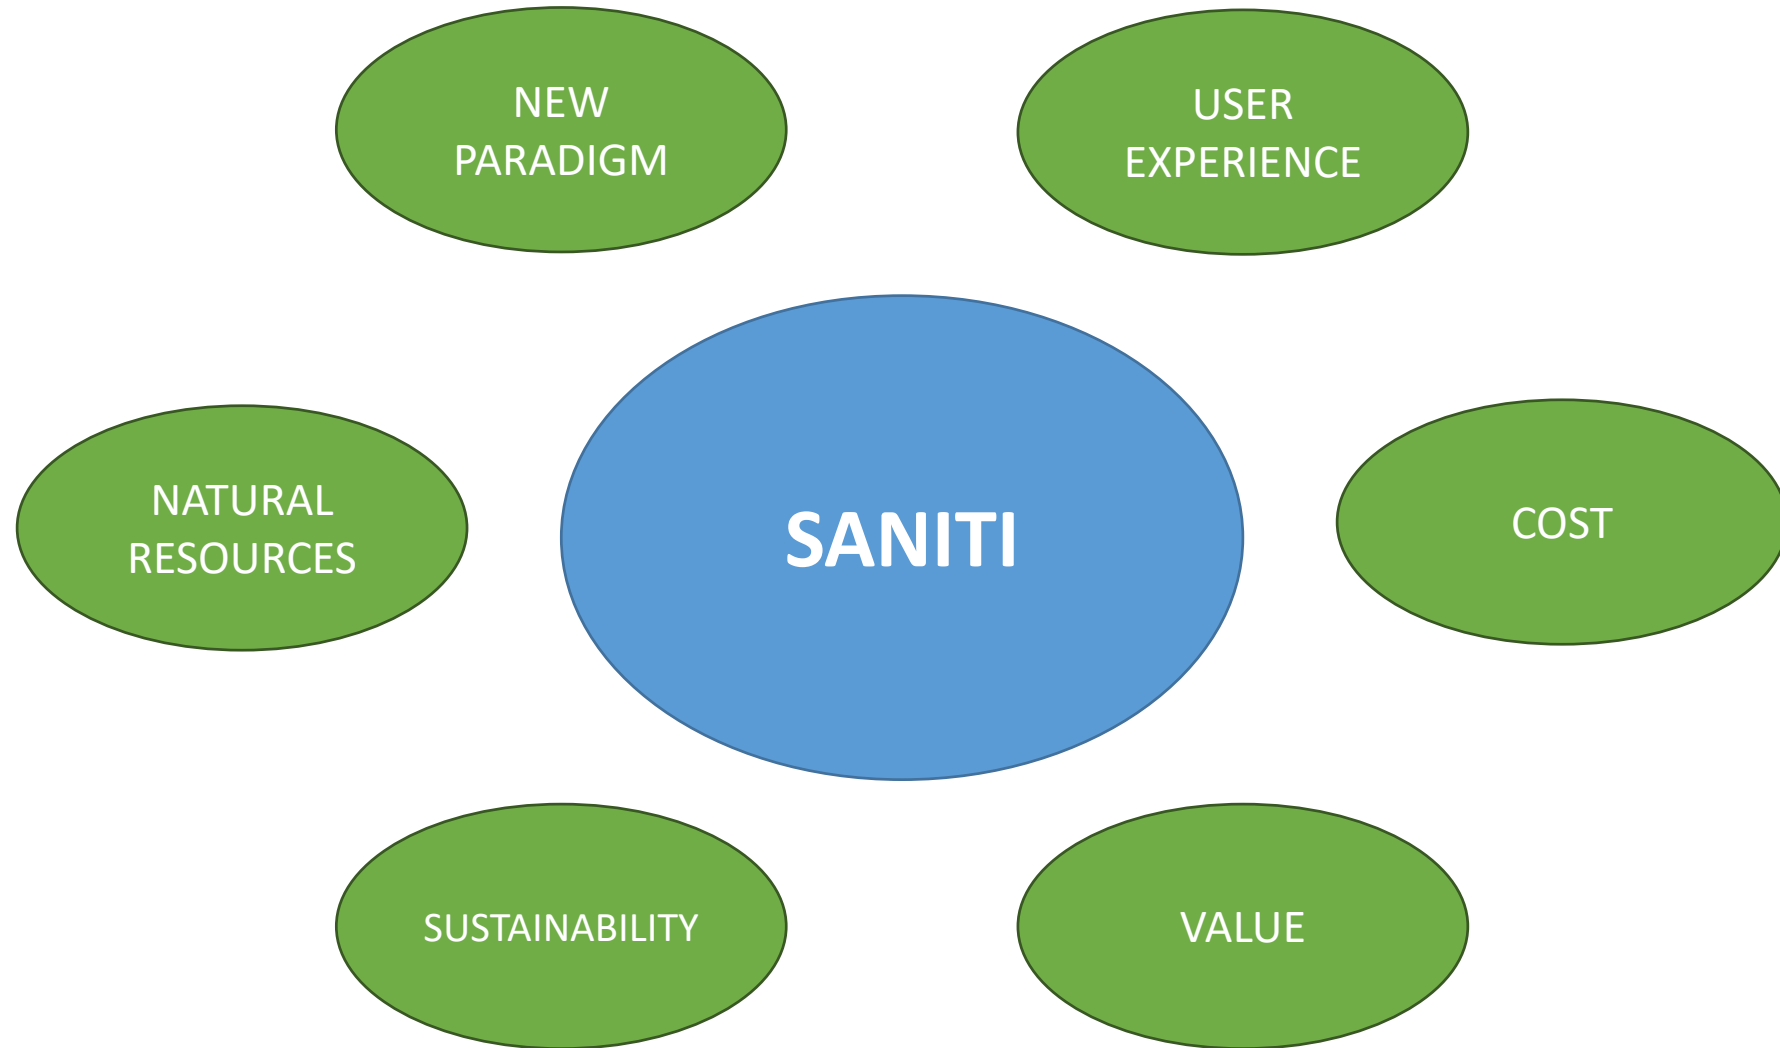 NEW
PARADIGM
USER
EXPERIENCE
NATURAL
RESOURCES
SANITI
COST
SUSTAINABILITY
VALUE